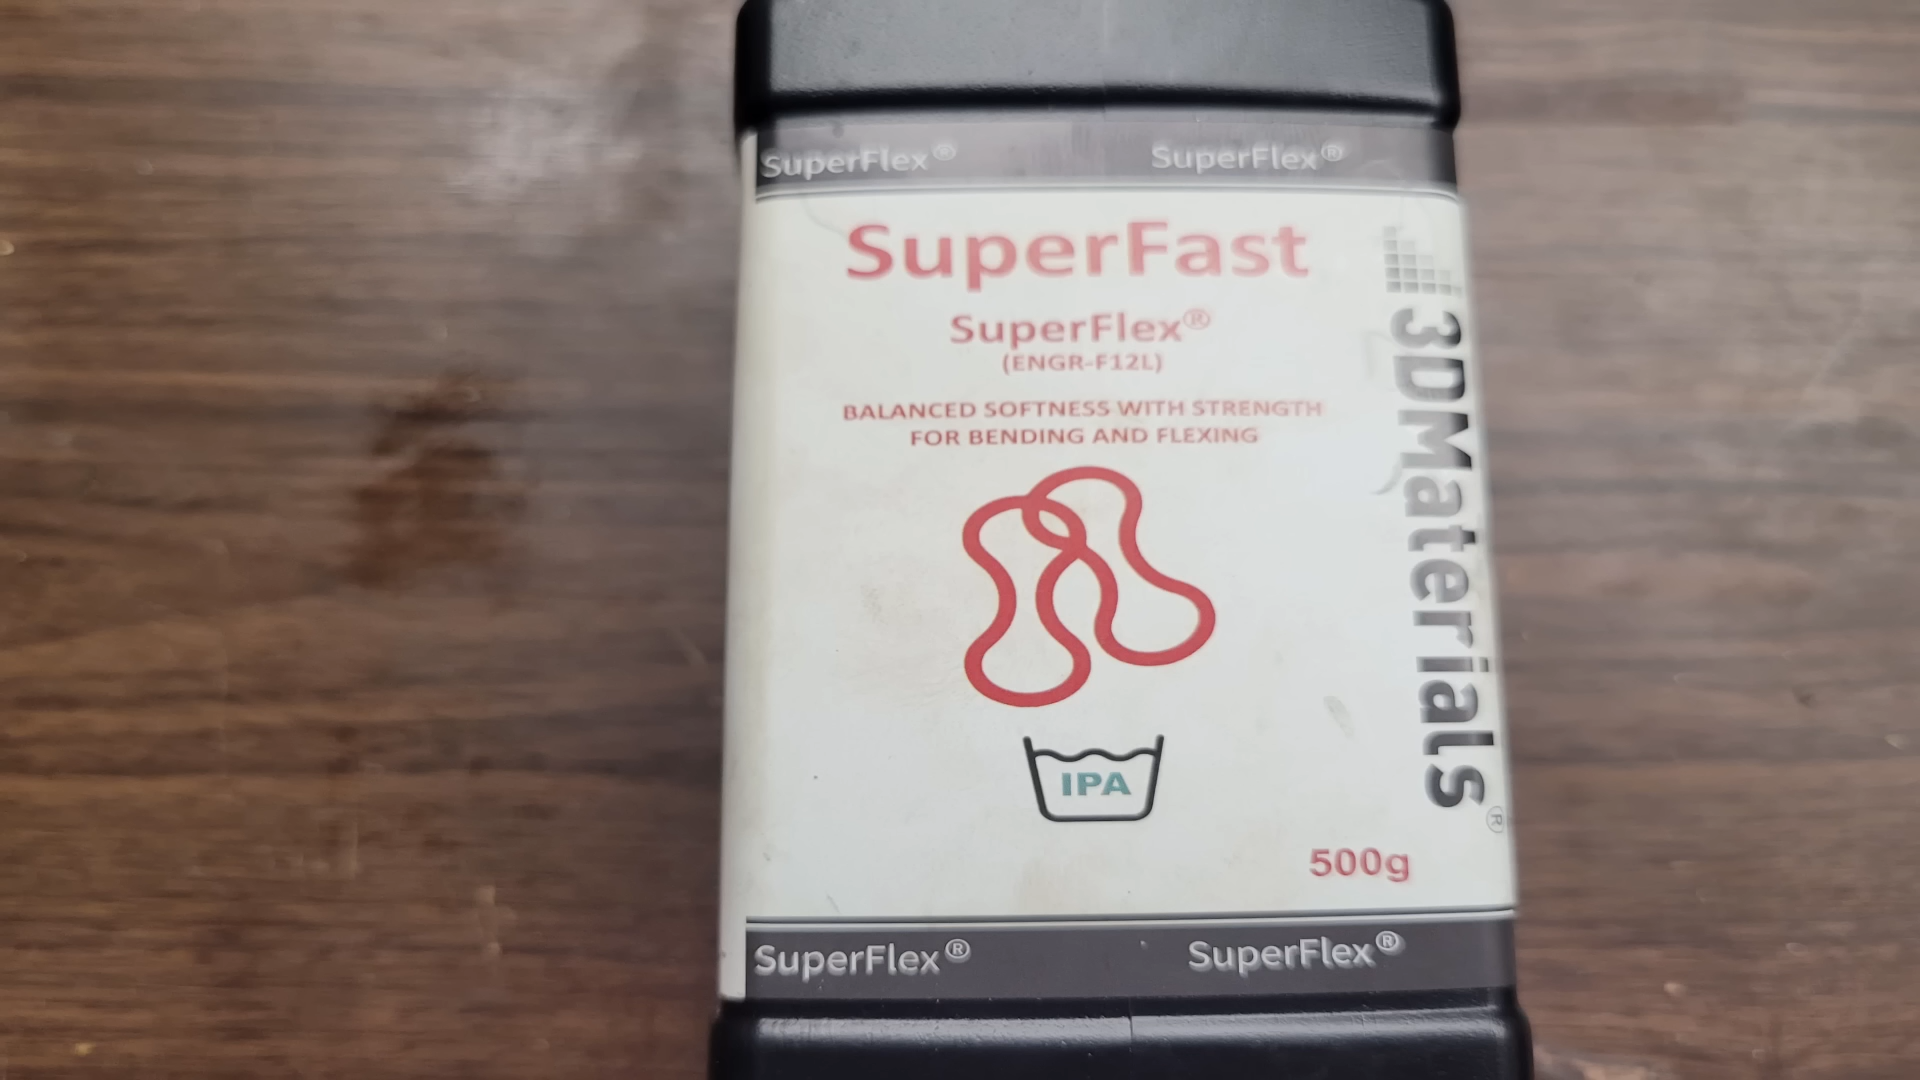 SuperFlex® SuperFlex®
SuperFast
SuperFlex®
(ENGR-F12L)
BALANCED SOFTNESS WITH STRENGTH
FOR BENDING AND FLEXING
IPA
500g
3DMaterials®
SuperFlex® SuperFlex®